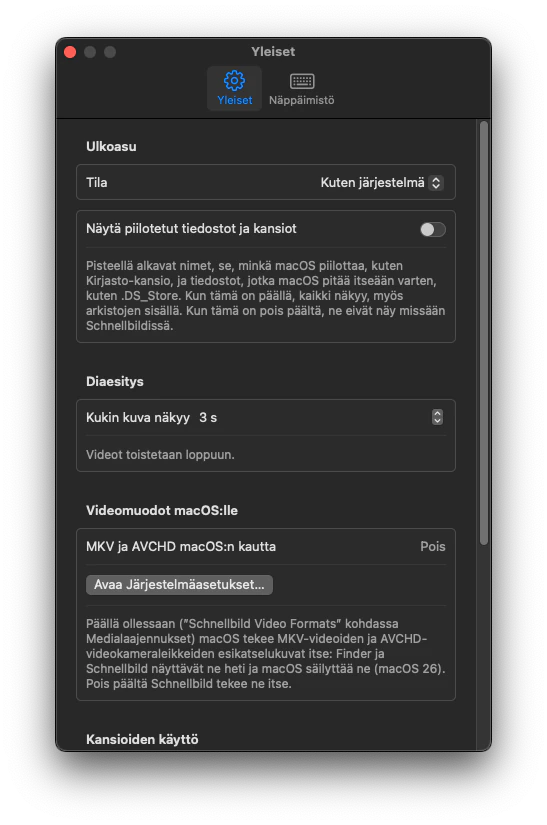 Yleiset
Yleiset
Näppäimistö
Ulkoasu
Tila
Kuten järjestelmä
Näytä piilotetut tiedostot ja kansiot
Pisteellä alkavat nimet, se, minkä macOS piilottaa, kuten
Kirjasto-kansio, ja tiedostot, jotka macOS pitää itseään varten,
kuten .DS_Store. Kun tämä on päällä, kaikki näkyy, myös
arkistojen sisällä. Kun tämä on pois päältä, ne eivät näy missään
Schnellbildissä.
Diaesitys
Kukin kuva näkyy 3 s
Videot toistetaan loppuun.
Videomuodot macOS:lle
MKV ja AVCHD macOS:n kautta
Pois
Avaa Järjestelmäasetukset...
Päällä ollessaan (”Schnellbild Video Formats” kohdassa
Medialaajennukset) macOS tekee MKV-videoiden ja AVCHD-
videokameraleikkeiden esikatselukuvat itse: Finder ja
Schnellbild näyttävät ne heti ja macOS säilyttää ne (macOS 26).
Pois päältä Schnellbild tekee ne itse.
Kansioiden käyttö